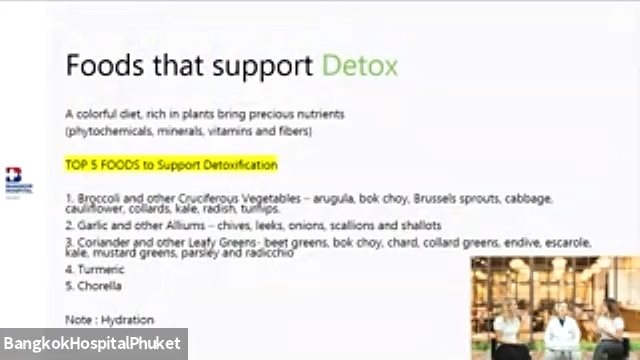 Foods that support Detox
A colorful diet, rich in plants bring precious nutrients
(phytochemicals, minerals, vitamins and fibers)
TOP 5 FOODS to Support Detoxification
1. Broccoli and other Cruciferous Vegetables – arugula, bok choy, Brussels sprouts, cabbage,
cauliflower, collards, kale, radish, turnips.
2. Garlic and other Alliums – chives, leeks, onions, scallions and shallots
3. Coriander and other Leafy Greens- beet greens, bok choy, chard, collard greens, endive, escarole,
kale, mustard greens, parsley and radicchio
4. Turmeric
5. Chorella
Note : Hydration
BANGKOK
HOSPITAL
BangkokHospitalPhuket